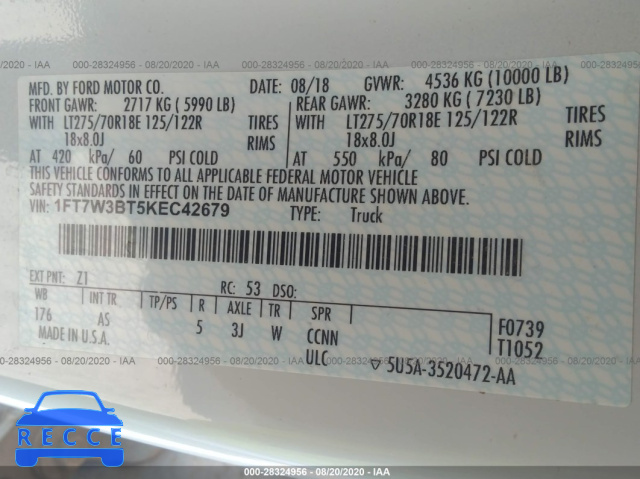 000-28324956 - 08/20/2020 - IAA 000-28324956 - 08/20/2020 - IAA 000-28324956 - 08/20/2020 - IAA
MFD. BY FORD MOTOR CO. DATE: 08/18 GVWR: 4536 KG (10000 LB)
FRONT GAWR: 2717 KG ( 5990 LB) REAR GAWR: 3280 KG ( 7230 LB)
WITH LT275/70R18E 125/122R TIRES WITH LT275/70R18E 125/122R TIRES
18x8.0J RIMS 18x8.0J RIMS
AT 420 kPa/ 60 PSI COLD AT 550 kPa/ 80 PSI COLD
THIS VEHICLE CONFORMS TO ALL APPLICABLE FEDERAL MOTOR VEHICLE
SAFETY STANDARDS IN EFFECT ON THE DATE OF MANUFACTURE SHOWN ABOVE.
VIN: 1FT7W3BT5KEC42679 TYPE: Truck
EXT PNT: Z1 RC: 53 DSO:
WB INT TR TP/PS R AXLE TR SPR
176 AS 5 3J W CCNN F0739
MADE IN U.S.A. ULC T1052
5U5A-3520472-AA
000-28324956 - 08/20/2020 - IAA